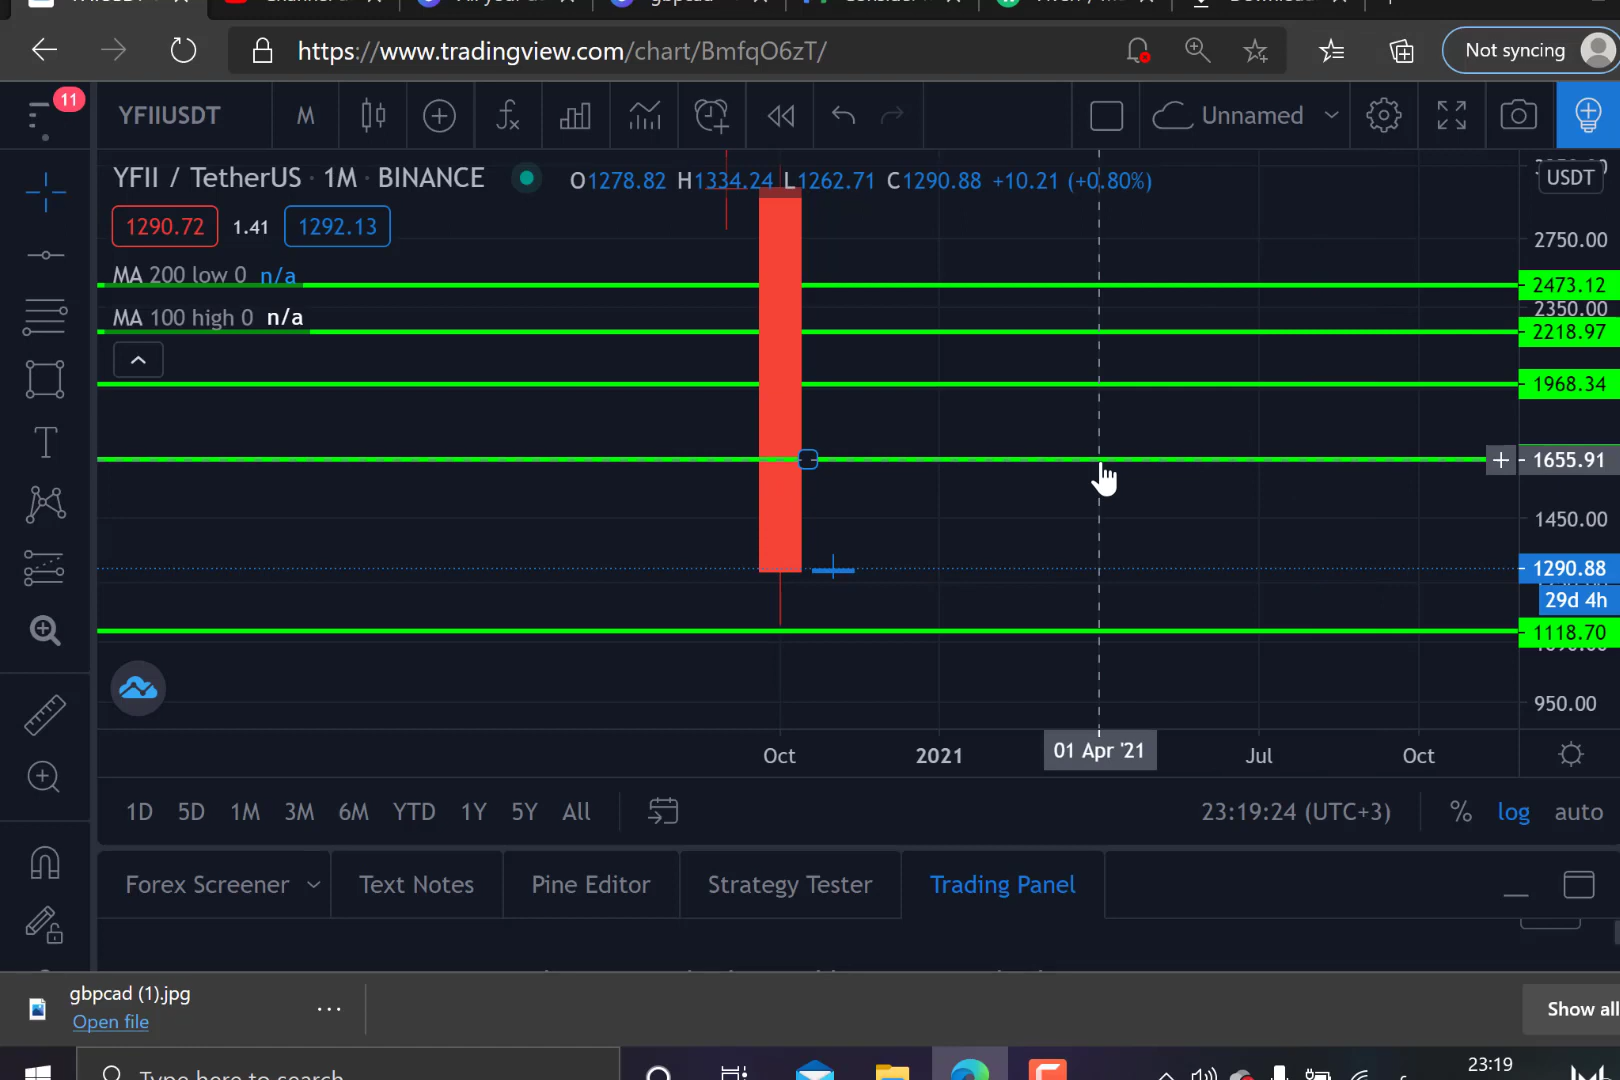 https://www.tradingview.com/chart/BmfqO6zT/
Not syncing
11
YFIIUSDT
M
Unnamed
YFII / TetherUS · 1M · BINANCE
O1278.82 H1334.24 L1262.71 C1290.88 +10.21 (+0.80%)
USDT
1290.72
1.41
1292.13
2750.00
MA 200 low 0 n/a
2473.12
2350.00
MA 100 high 0 n/a
2218.97
1968.34
1655.91
1450.00
1290.88
29d 4h
1118.70
950.00
Oct
2021
01 Apr '21
Jul
Oct
1D 5D 1M 3M 6M YTD 1Y 5Y All
23:19:24 (UTC+3)
%
log
auto
Forex Screener
Text Notes
Pine Editor
Strategy Tester
Trading Panel
gbpcad (1).jpg
Open file
Show all
Type here to search
23:19